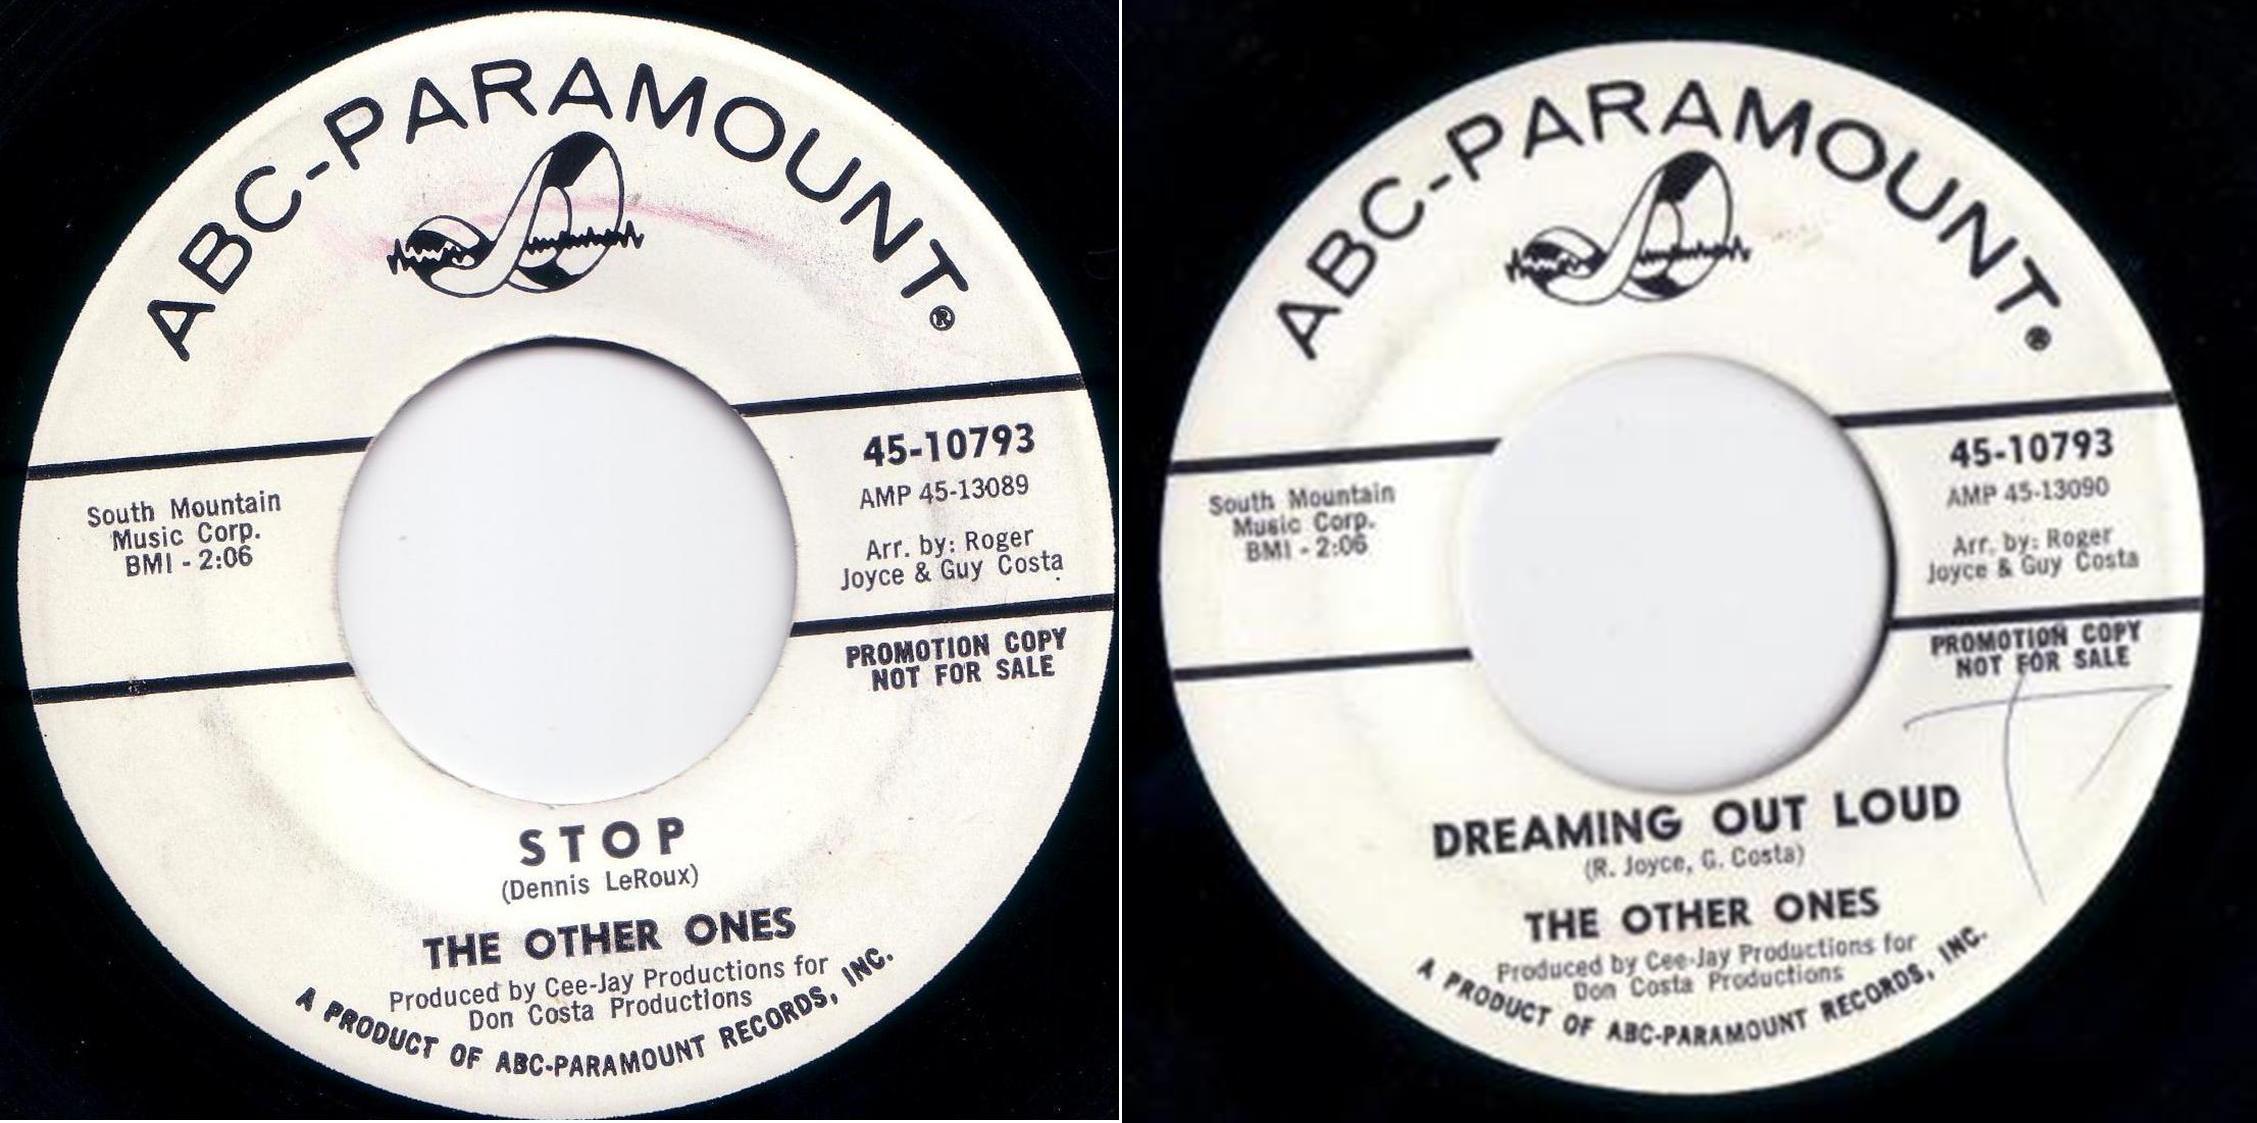 ABC-PARAMOUNT®
45-10793
AMP 45-13089
Arr. by: Roger
Joyce & Guy Costa
South Mountain
Music Corp.
BMI - 2:06
PROMOTION COPY
NOT FOR SALE
STOP
(Dennis LeRoux)
THE OTHER ONES
Produced by Cee-Jay Productions for
Don Costa Productions
A PRODUCT OF ABC-PARAMOUNT RECORDS, INC.
ABC-PARAMOUNT®
45-10793
AMP 45-13090
Arr. by: Roger
Joyce & Guy Costa
South Mountain
Music Corp.
BMI - 2:06
PROMOTION COPY
NOT FOR SALE
DREAMING OUT LOUD
(R. Joyce, G. Costa)
THE OTHER ONES
Produced by Cee-Jay Productions for
Don Costa Productions
A PRODUCT OF ABC-PARAMOUNT RECORDS, INC.